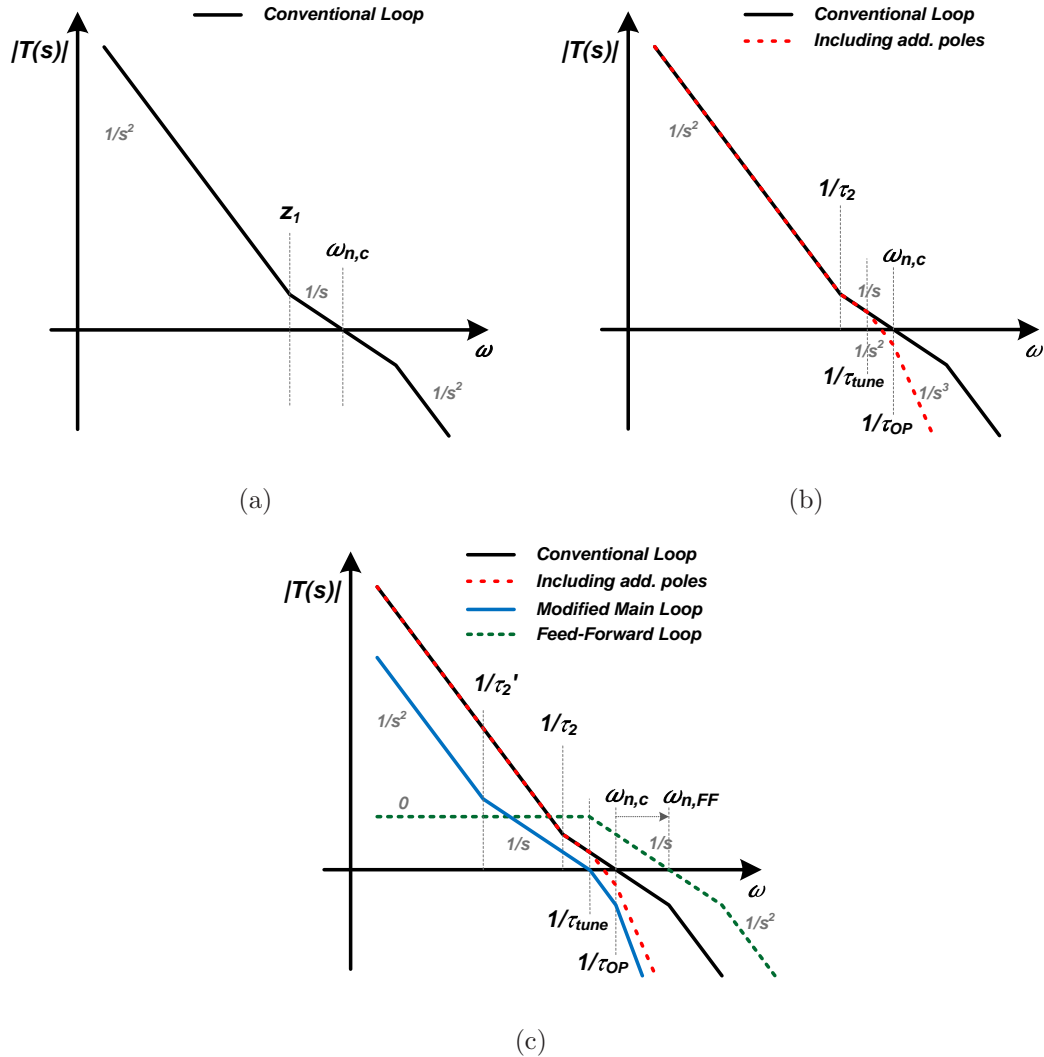 Conventional Loop
|T(s)|
1/s²
z₁
ωn,c
1/s
ω
1/s²
(a)
Conventional Loop
Including add. poles
|T(s)|
1/s²
1/τ₂
ωn,c
1/s
1/s²
ω
1/τtune
1/s³
1/τOP
(b)
Conventional Loop
Including add. poles
Modified Main Loop
Feed-Forward Loop
|T(s)|
1/τ₂'
1/s²
1/τ₂
0
ωn,c
ωn,FF
1/s
1/s
ω
1/τtune
1/s²
1/τOP
(c)